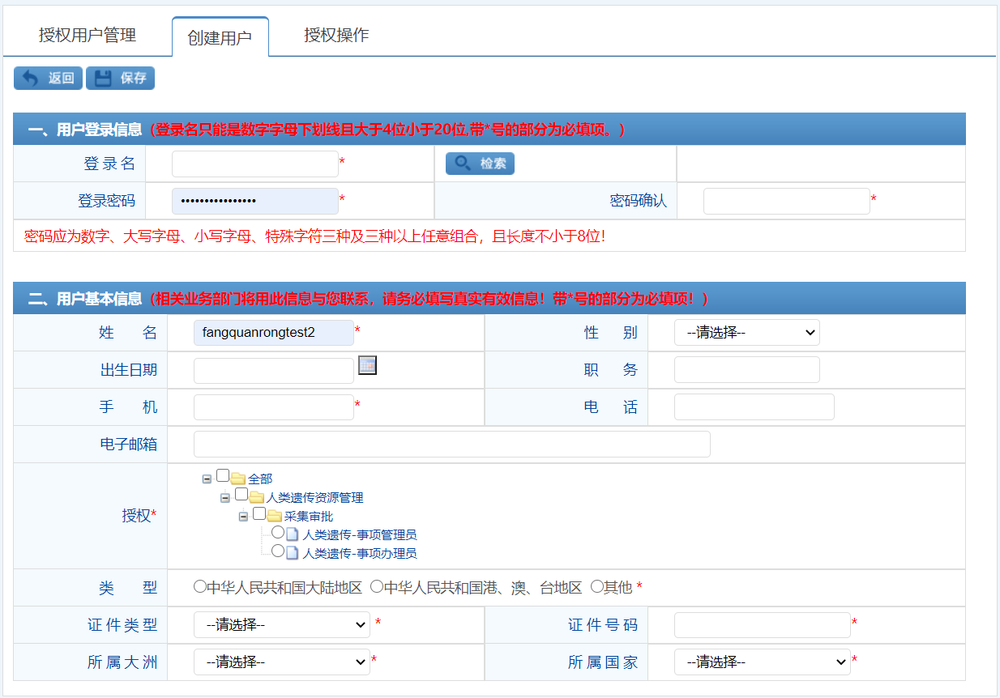 授权用户管理 创建用户 授权操作
返回 保存
一、用户登录信息（登录名只能是数字字母下划线且大于4位小于20位,带*号的部分为必填项。）
登 录 名 * 检索
登录密码 •••••••••••••••• * 密码确认 *
密码应为数字、大写字母、小写字母、特殊字符三种及三种以上任意组合，且长度不小于8位！
二、用户基本信息（相关业务部门将用此信息与您联系，请务必填写真实有效信息！带*号的部分为必填项！）
姓 名 fangquanrongtest2 * 性 别 --请选择--
出生日期 职 务
手 机 * 电 话
电子邮箱
全部
人类遗传资源管理
授权* 采集审批
人类遗传-事项管理员
人类遗传-事项办理员
类 型 中华人民共和国大陆地区 中华人民共和国港、澳、台地区 其他 *
证 件 类 型 --请选择-- * 证 件 号 码 *
所 属 大 洲 --请选择-- * 所 属 国 家 --请选择-- *